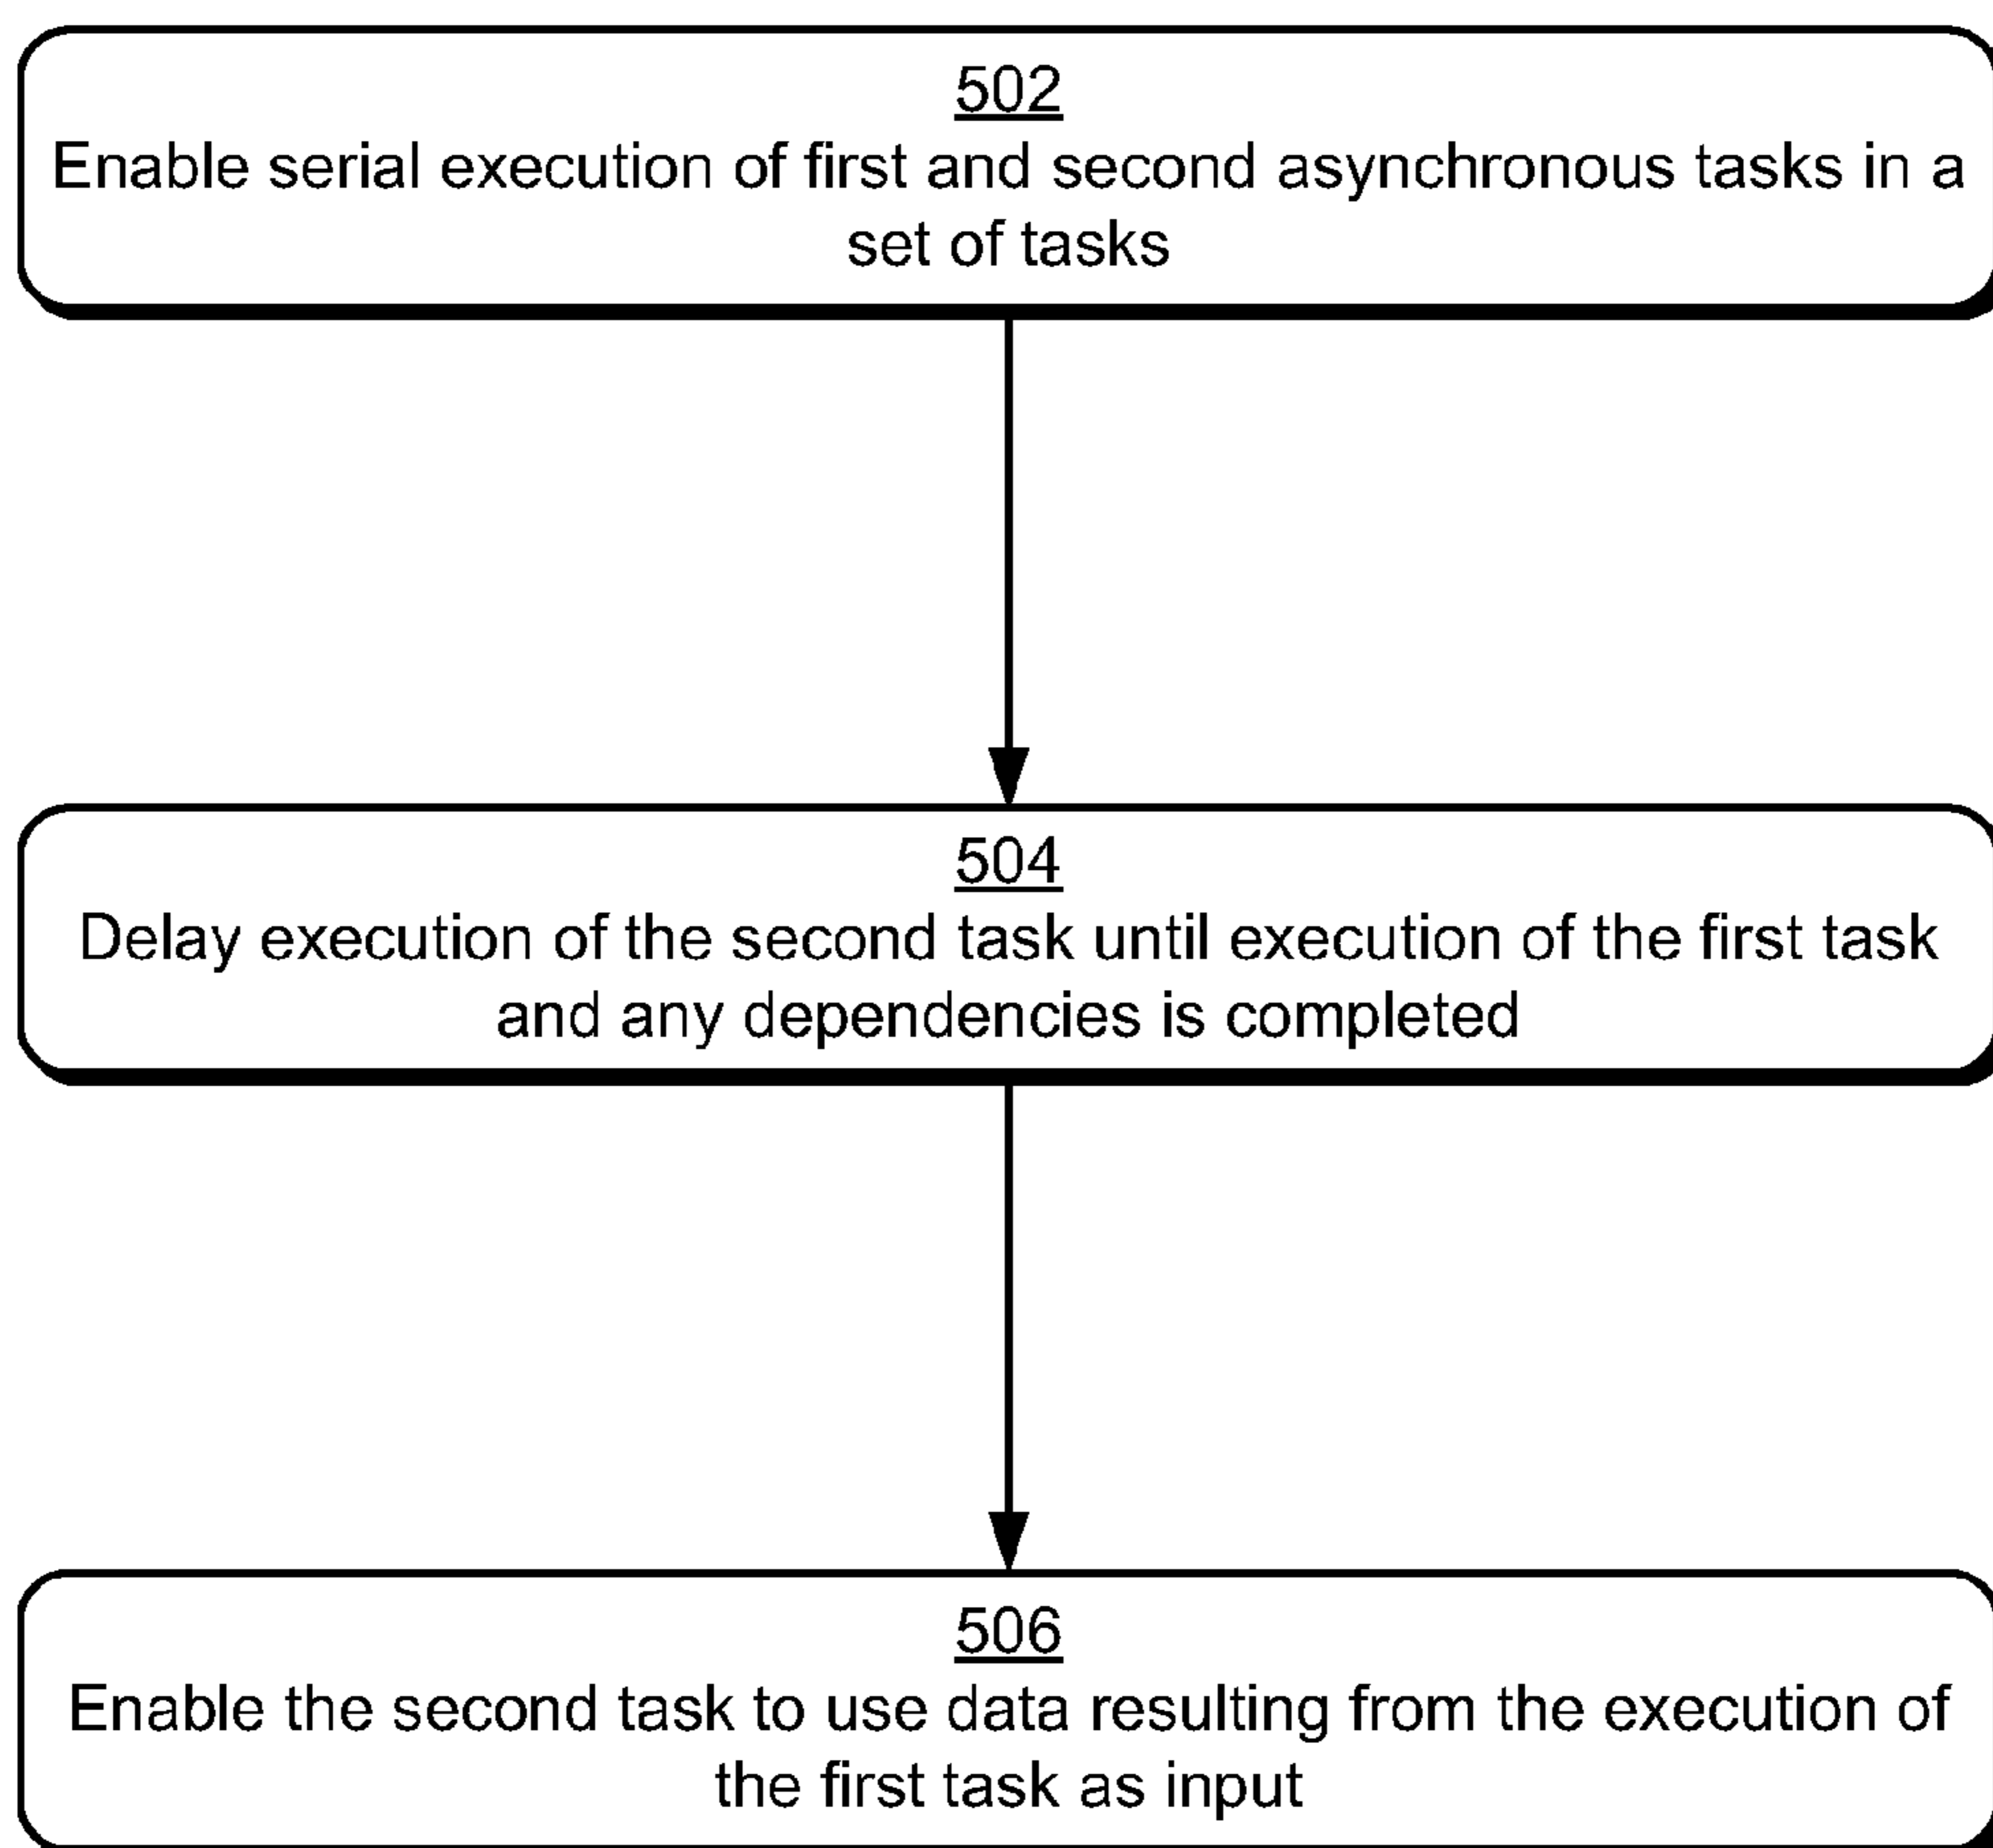 502
Enable serial execution of first and second asynchronous tasks in a
set of tasks
504
Delay execution of the second task until execution of the first task
and any dependencies is completed
506
Enable the second task to use data resulting from the execution of
the first task as input